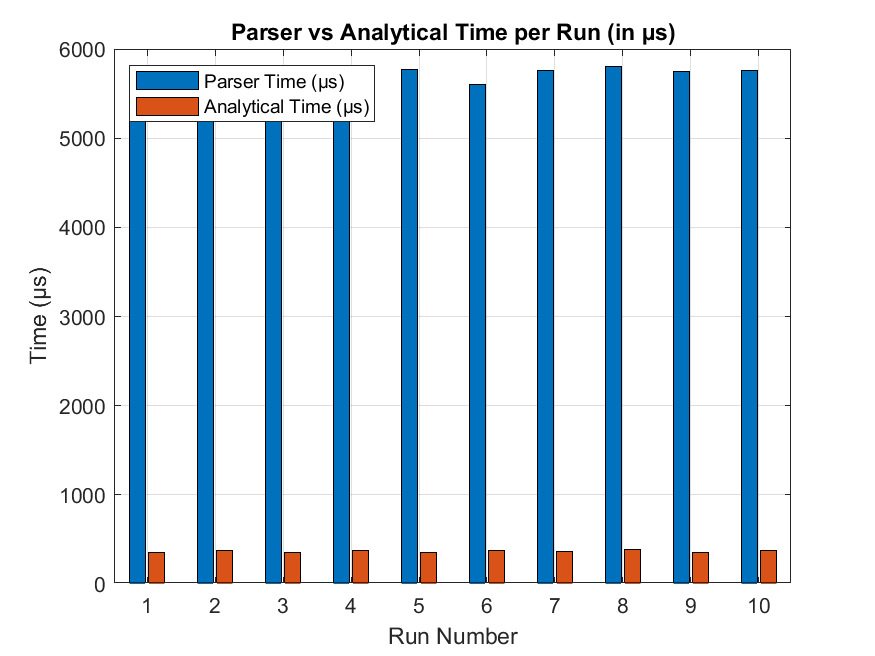 Parser vs Analytical Time per Run (in µs)
6000
Parser Time (µs)
Analytical Time (µs)
5000
4000
3000
2000
1000
0
Time (µs)
1 2 3 4 5 6 7 8 9 10
Run Number